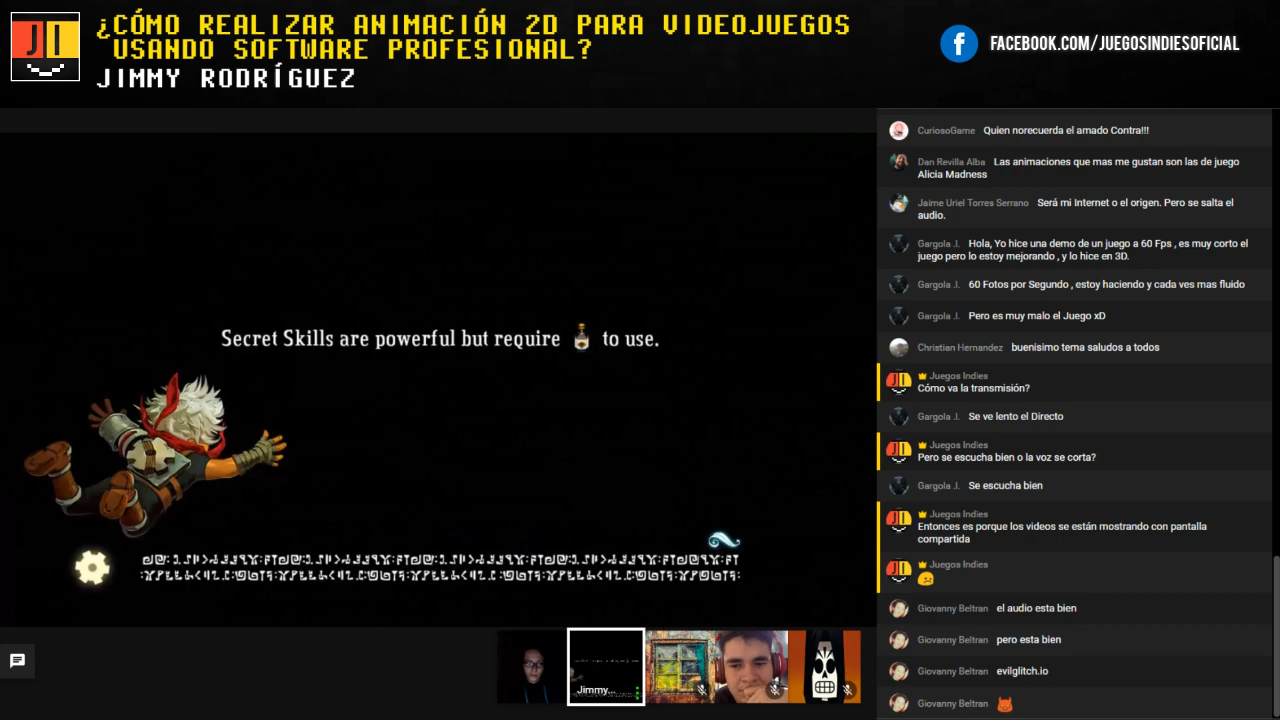 JI
¿CÓMO REALIZAR ANIMACIÓN 2D PARA VIDEOJUEGOS
USANDO SOFTWARE PROFESIONAL?
JIMMY RODRÍGUEZ
FACEBOOK.COM/JUEGOSINDIESOFICIAL
Secret Skills are powerful but require to use.
Jimmy...
CuriosoGame Quien norecuerda el amado Contra!!!
Dan Revilla Alba Las animaciones que mas me gustan son las de juego
Alicia Madness
Jaime Uriel Torres Serrano Será mi Internet o el origen. Pero se salta el
audio.
Gargola .l. Hola, Yo hice una demo de un juego a 60 Fps , es muy corto el
juego pero lo estoy mejorando , y lo hice en 3D.
Gargola .l. 60 Fotos por Segundo , estoy haciendo y cada ves mas fluido
Gargola .l. Pero es muy malo el Juego xD
Christian Hernandez buenisimo tema saludos a todos
Juegos Indies
Cómo va la transmisión?
Gargola .l. Se ve lento el Directo
Juegos Indies
Pero se escucha bien o la voz se corta?
Gargola .l. Se escucha bien
Juegos Indies
Entonces es porque los videos se están mostrando con pantalla
compartida
Juegos Indies
Giovanny Beltran el audio esta bien
Giovanny Beltran pero esta bien
Giovanny Beltran evilglitch.io
Giovanny Beltran